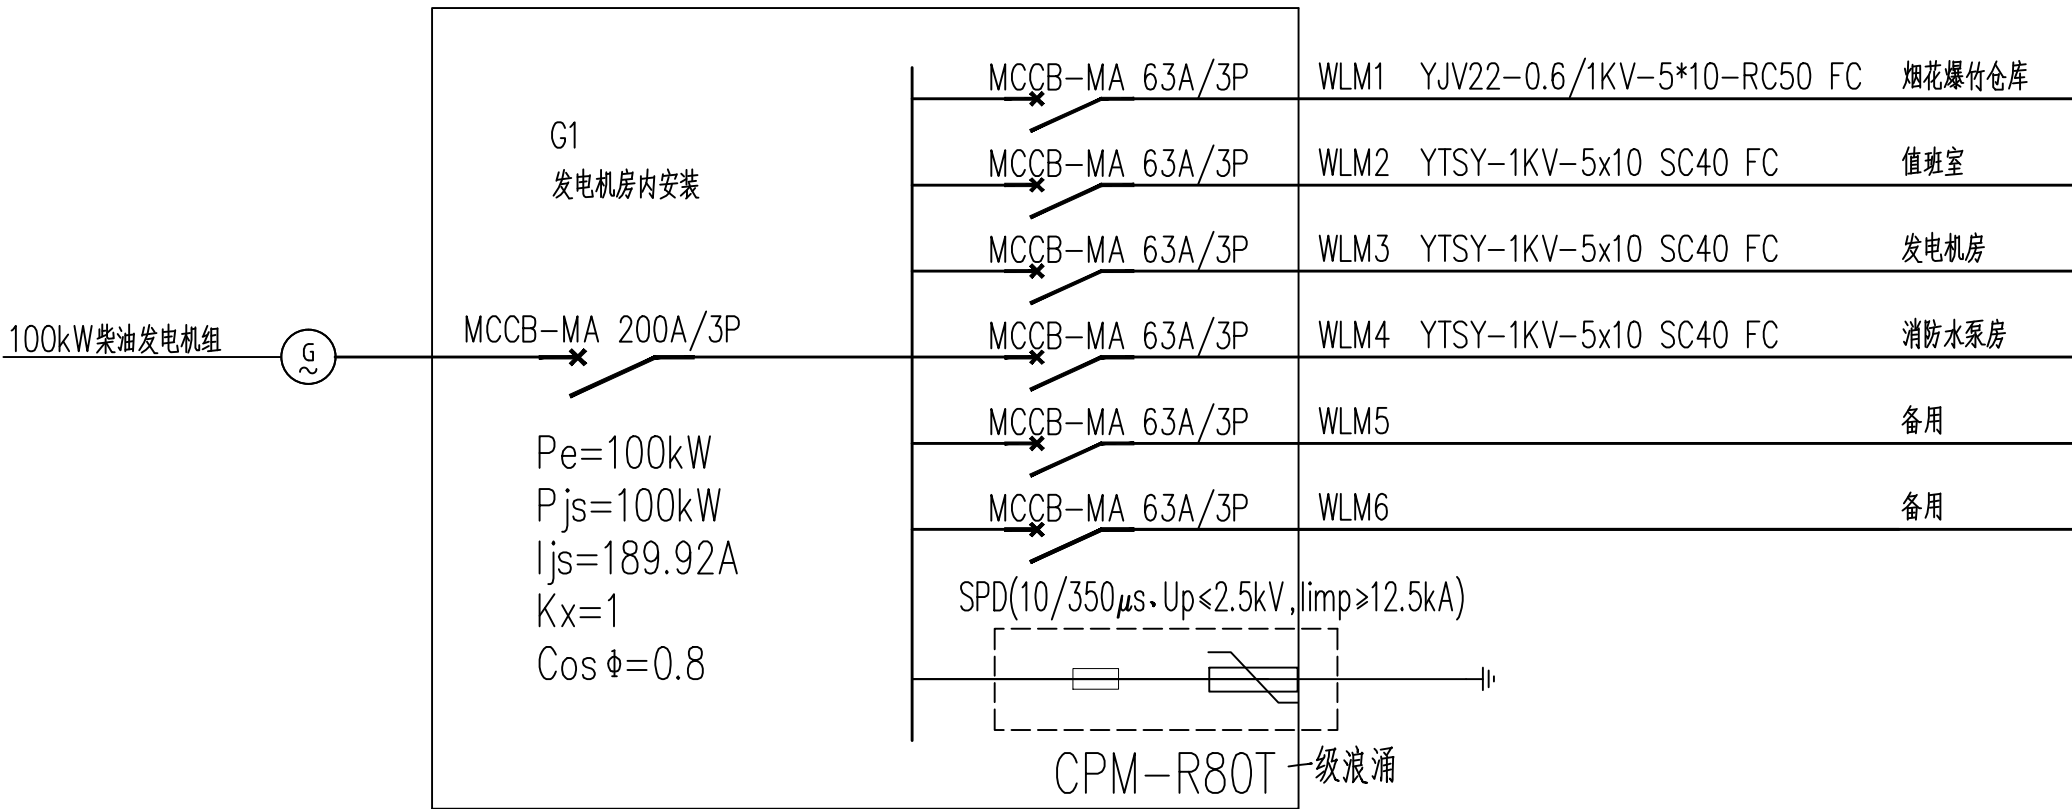 MCCB-MA 63A/3P WLM1 YJV22-0.6/1KV-5*10-RC50 FC 烟花爆竹仓库
G1
发电机房内安装
MCCB-MA 63A/3P WLM2 YTSY-1KV-5x10 SC40 FC 值班室
MCCB-MA 63A/3P WLM3 YTSY-1KV-5x10 SC40 FC 发电机房
100kW柴油发电机组
G
~
MCCB-MA 200A/3P
MCCB-MA 63A/3P WLM4 YTSY-1KV-5x10 SC40 FC 消防水泵房
MCCB-MA 63A/3P WLM5 备用
MCCB-MA 63A/3P WLM6 备用
Pe=100kW
Pjs=100kW
Ijs=189.92A
Kx=1
CosΦ=0.8
SPD(10/350μs、Up≤2.5kV,Iimp≥12.5kA)
CPM-R80T 一级浪涌